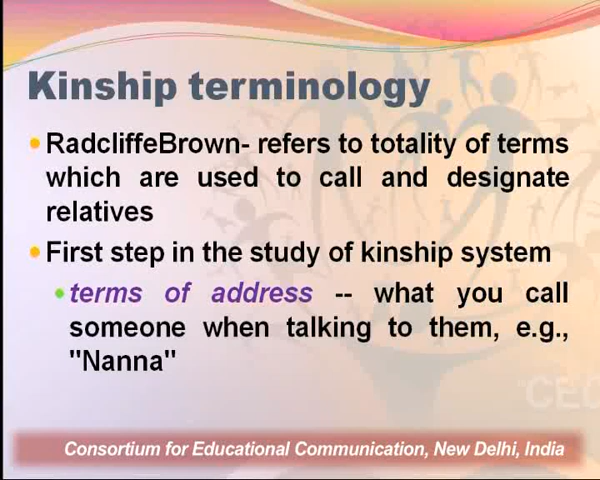 Kinship terminology
RadcliffeBrown- refers to totality of terms
which are used to call and designate
relatives
First step in the study of kinship system
terms of address -- what you call
someone when talking to them, e.g.,
"Nanna"
"CEC
Consortium for Educational Communication, New Delhi, India